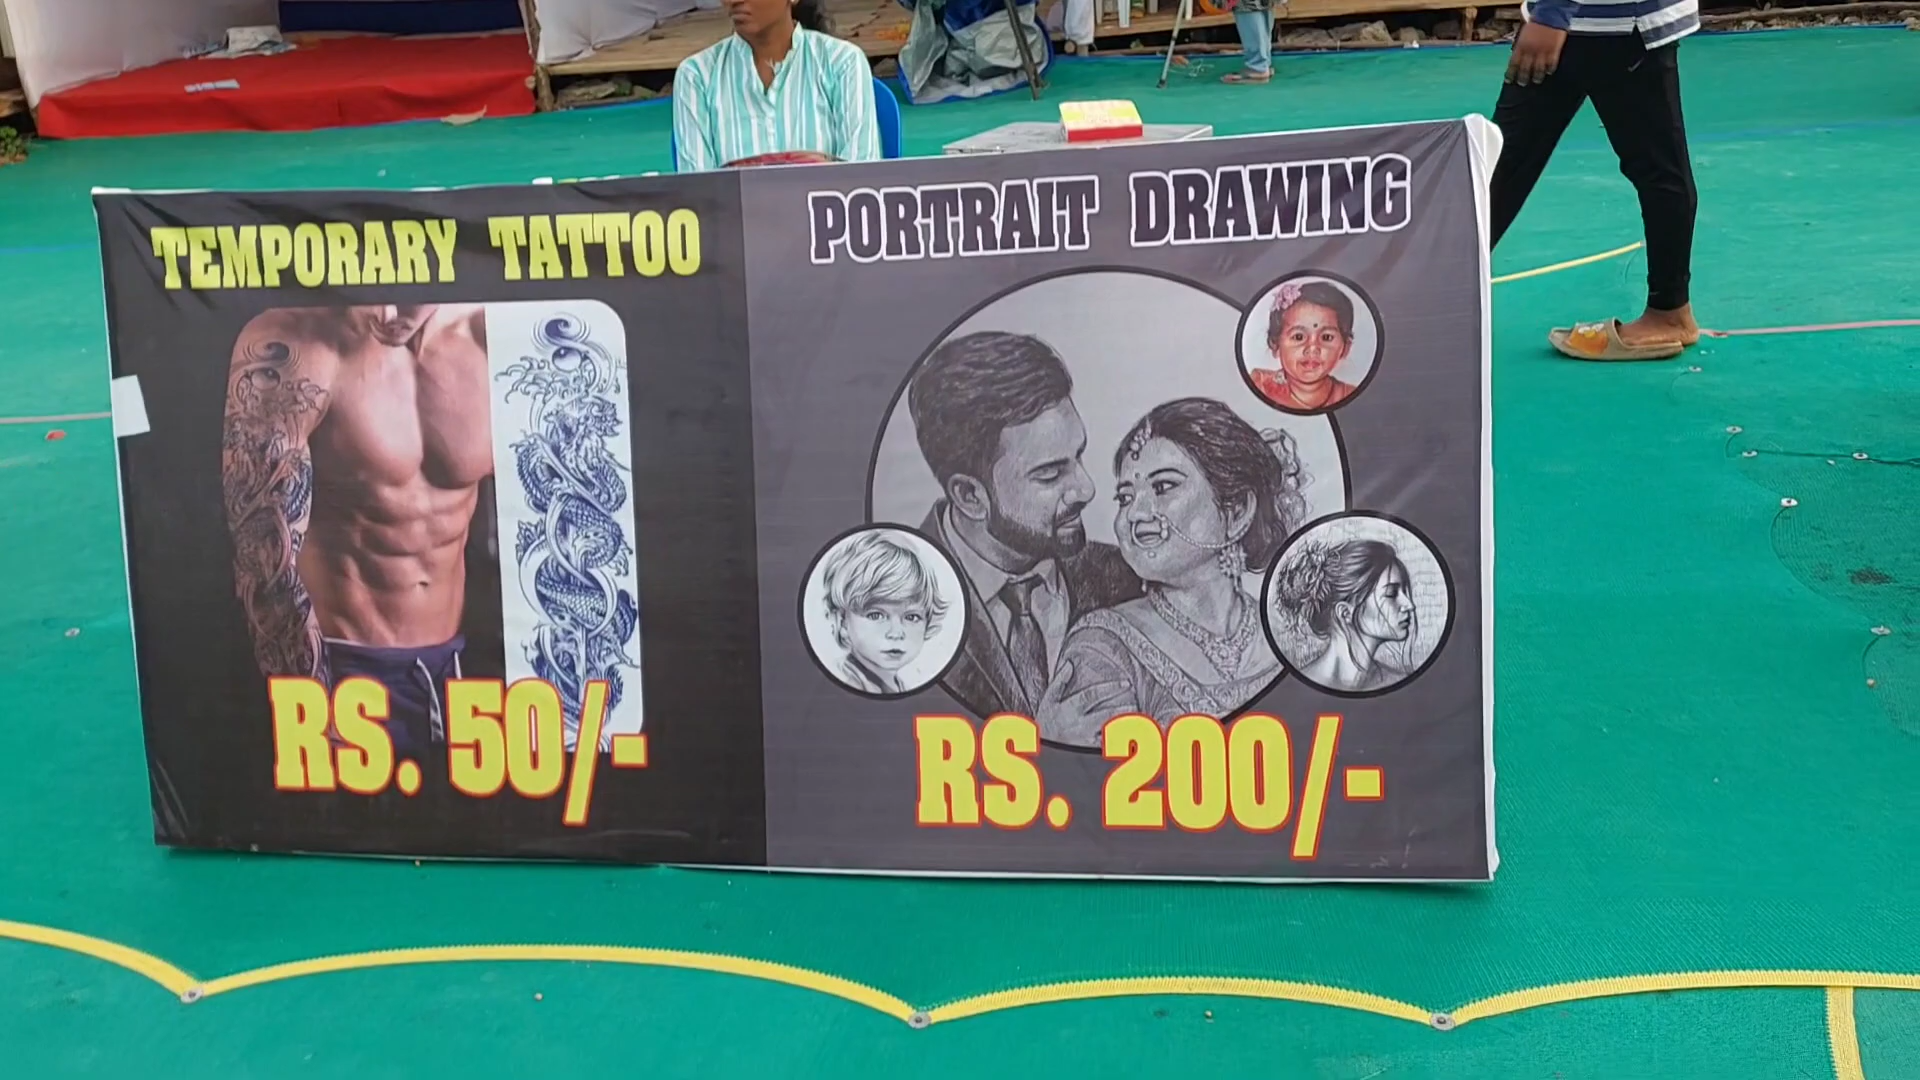 TEMPORARY TATTOO
RS. 50/-
PORTRAIT DRAWING
RS. 200/-